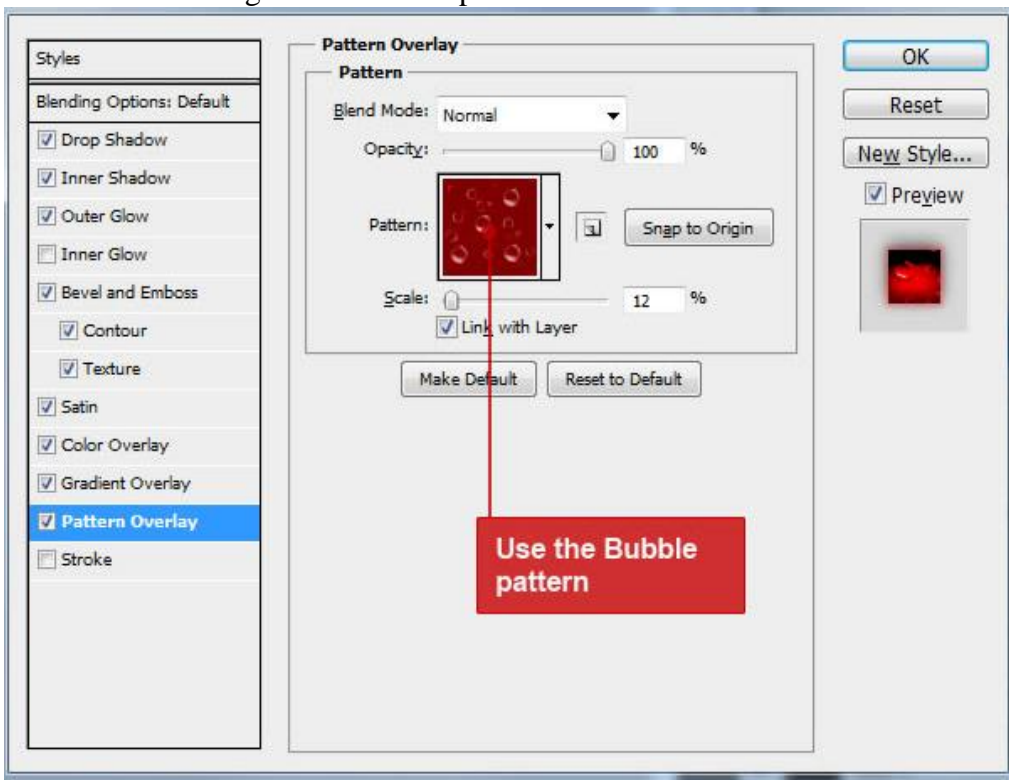 Styles
Blending Options: Default
Drop Shadow
Inner Shadow
Outer Glow
Inner Glow
Bevel and Emboss
Contour
Texture
Satin
Color Overlay
Gradient Overlay
Pattern Overlay
Stroke
Pattern Overlay
Pattern
Blend Mode: Normal
Opacity: 100 %
Pattern: Snap to Origin
Scale: 12 %
Link with Layer
Make Default Reset to Default
Use the Bubble
pattern
OK
Reset
New Style...
Preview